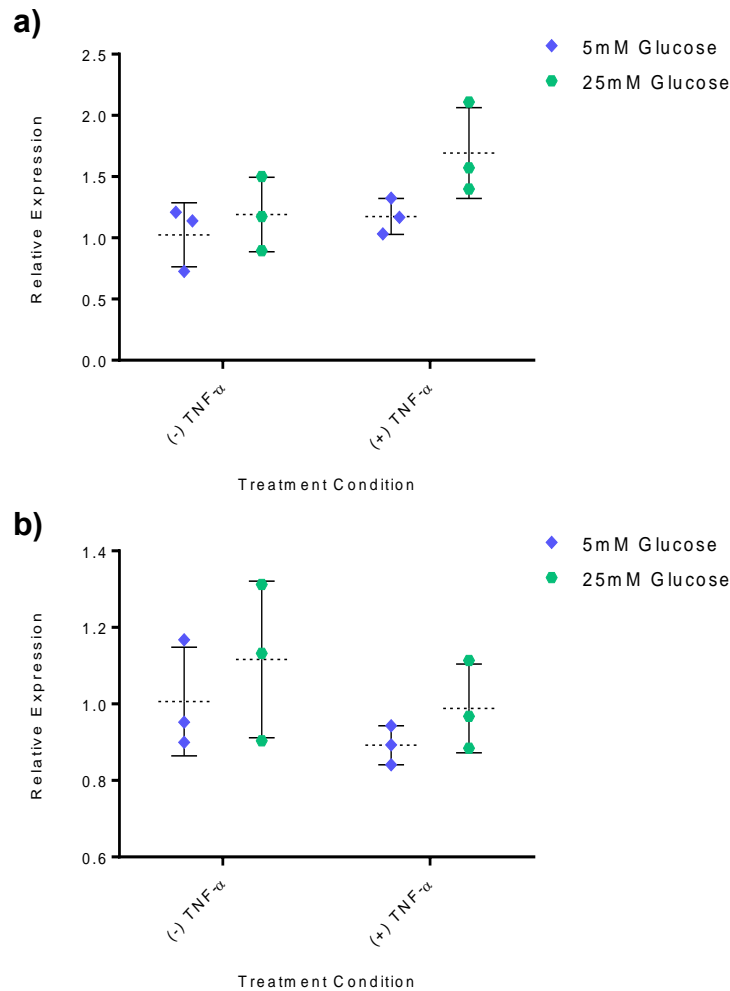 a)
5mM Glucose
25mM Glucose
2.5
2.0
1.5
1.0
0.5
0.0
Relative Expression
(-) TNF-α
(+) TNF-α
Treatment Condition
b)
5mM Glucose
25mM Glucose
1.4
1.2
1.0
0.8
0.6
Relative Expression
(-) TNF-α
(+) TNF-α
Treatment Condition